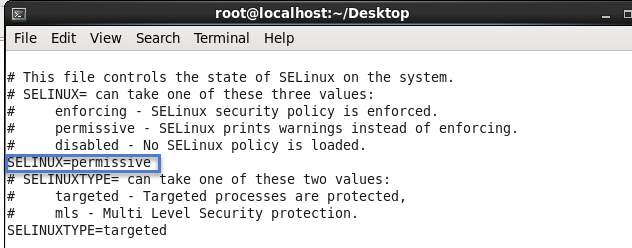 root@localhost:~/Desktop
File Edit View Search Terminal Help
# This file controls the state of SELinux on the system.
# SELINUX= can take one of these three values:
#     enforcing - SELinux security policy is enforced.
#     permissive - SELinux prints warnings instead of enforcing.
#     disabled - No SELinux policy is loaded.
SELINUX=permissive
# SELINUXTYPE= can take one of these two values:
#     targeted - Targeted processes are protected,
#     mls - Multi Level Security protection.
SELINUXTYPE=targeted